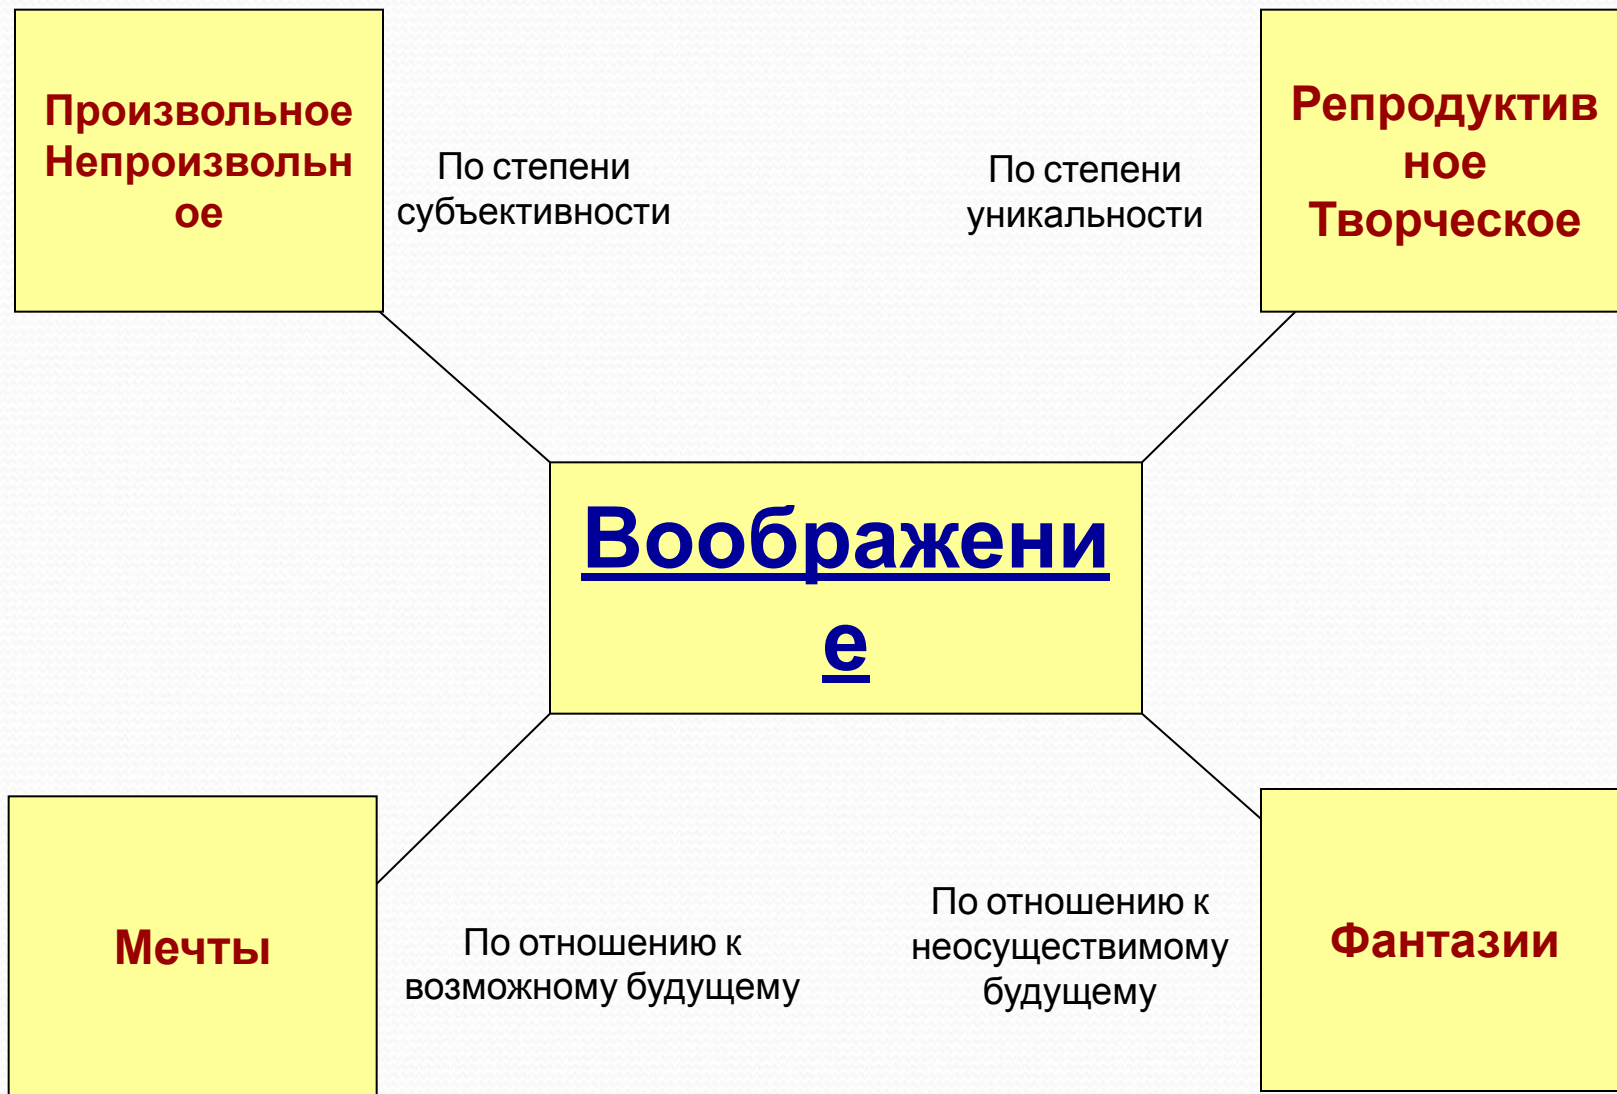 Произвольное
Непроизвольн
ое
По степени
субъективности
По степени
уникальности
Репродуктив
ное
Творческое
Воображени
е
Мечты
По отношению к
возможному будущему
По отношению к
неосуществимому
будущему
Фантазии